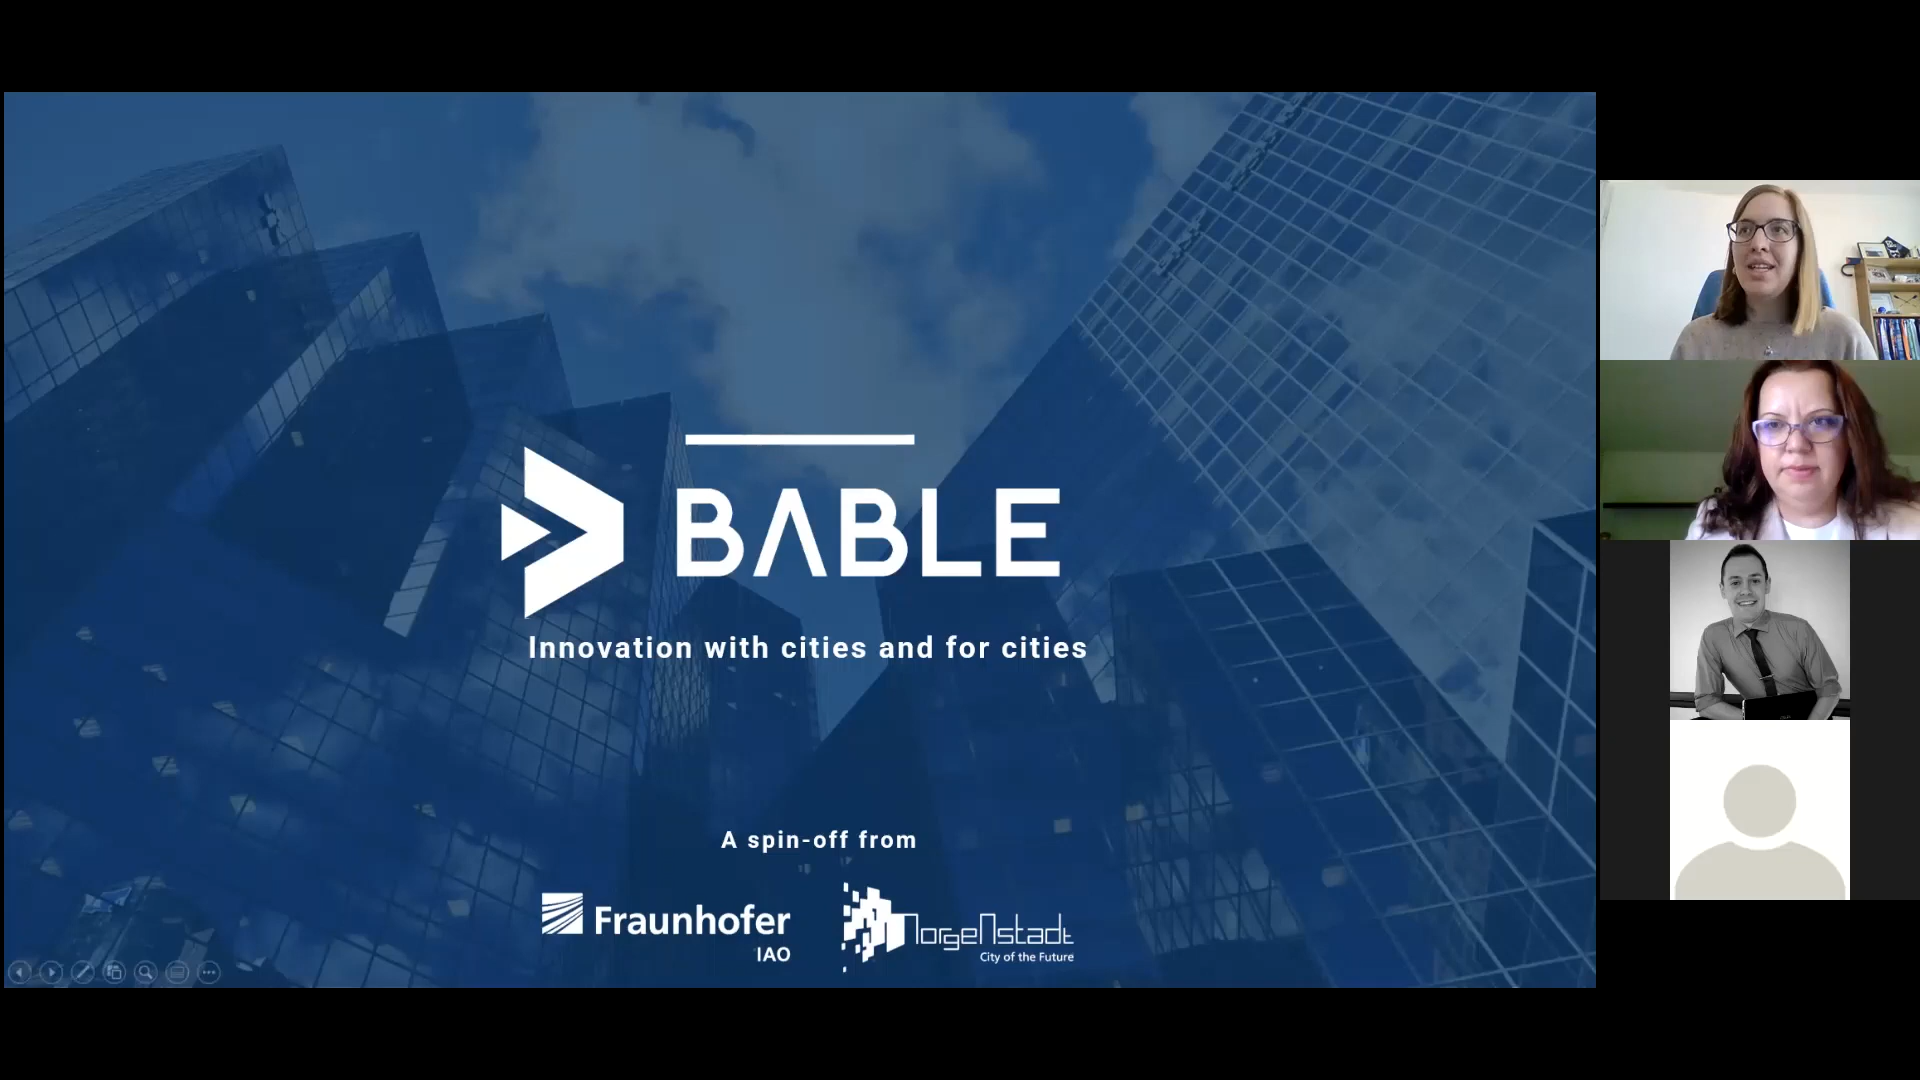 BABLE
Innovation with cities and for cities
A spin-off from
Fraunhofer
IAO
MorgeNstadt
City of the Future